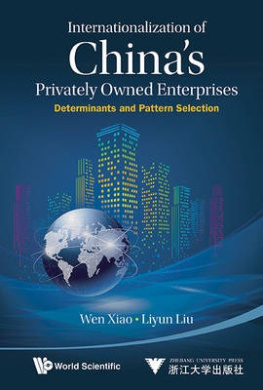 Internationalization of
China's
Privately Owned Enterprises
Determinants and Pattern Selection
Wen Xiao • Liyun Liu
World Scientific
ZHEJIANG UNIVERSITY PRESS
浙江大学出版社